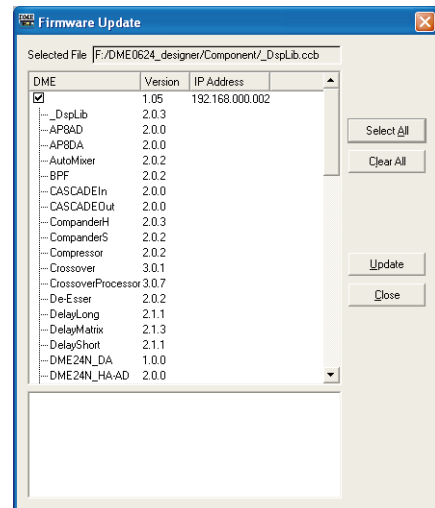 DME Firmware Update
Selected File F:/DME0624_designer/Component/_DspLib.ccb
DME Version IP Address
1.05 192.168.000.002
_DspLib 2.0.3
AP8AD 2.0.0
AP8DA 2.0.0
AutoMixer 2.0.2
BPF 2.0.2
CASCADEIn 2.0.0
CASCADEOut 2.0.0
CompanderH 2.0.3
CompanderS 2.0.2
Compressor 2.0.2
Crossover 3.0.1
CrossoverProcessor 3.0.7
De-Esser 2.0.2
DelayLong 2.1.1
DelayMatrix 2.1.3
DelayShort 2.1.1
DME24N_DA 1.0.0
DME24N_HA-AD 2.0.0
Select All
Clear All
Update
Close